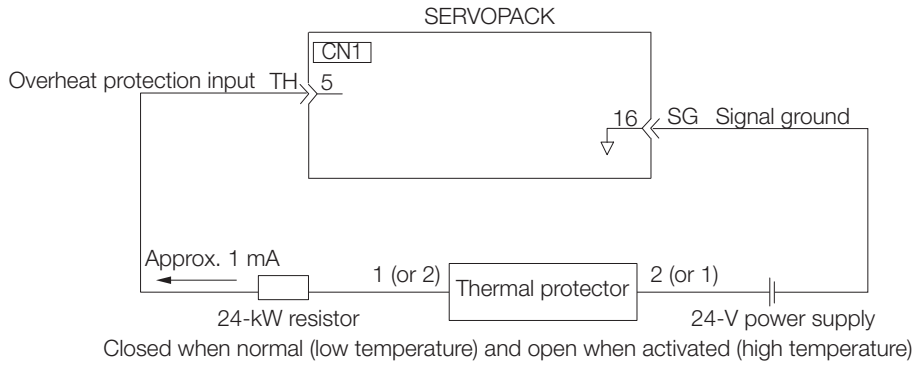 SERVOPACK
CN1
Overheat protection input TH 5
16 SG Signal ground
Approx. 1 mA
1 (or 2) Thermal protector 2 (or 1)
24-kW resistor 24-V power supply
Closed when normal (low temperature) and open when activated (high temperature)